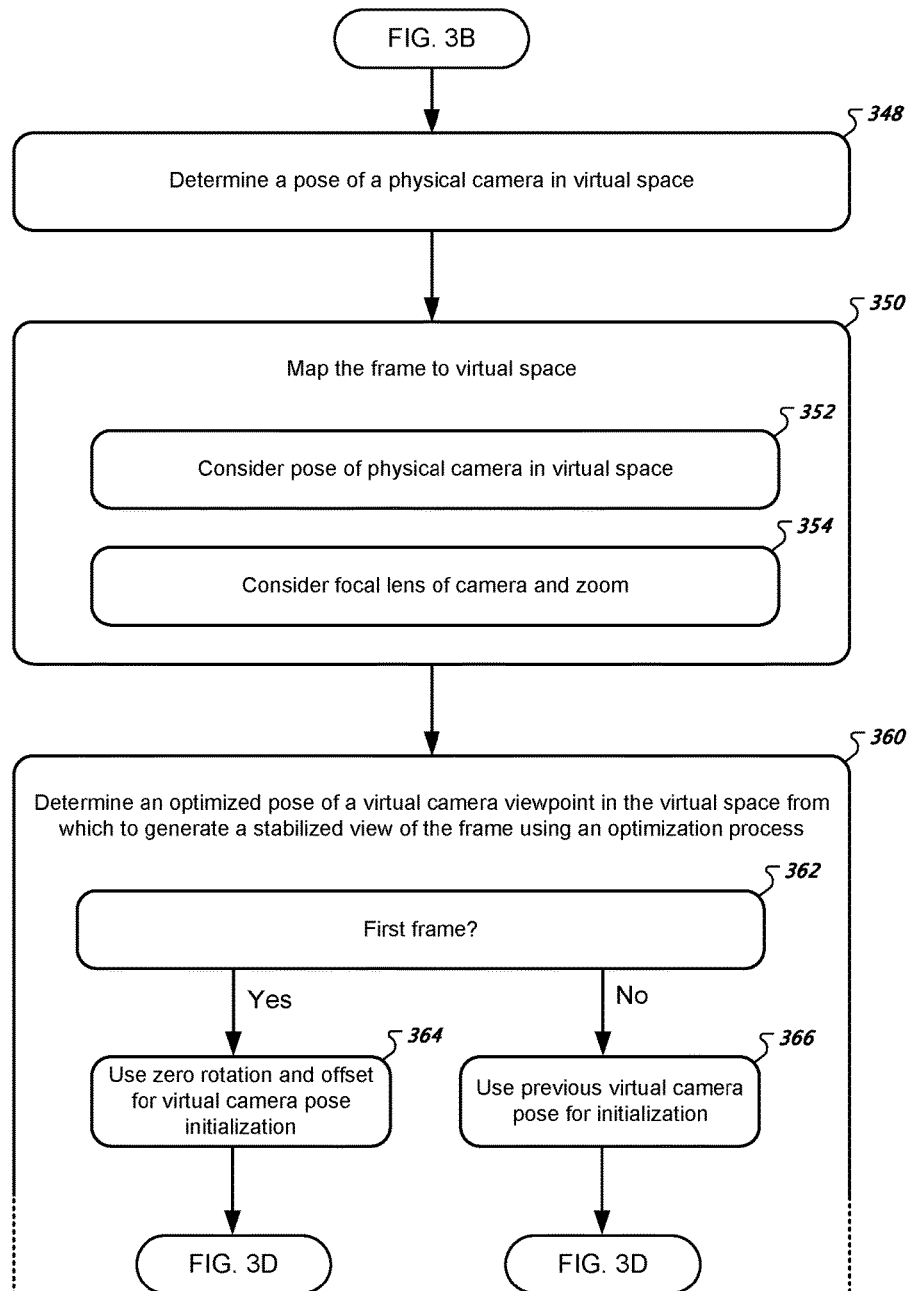 FIG. 3B
348
Determine a pose of a physical camera in virtual space
350
Map the frame to virtual space
352
Consider pose of physical camera in virtual space
354
Consider focal lens of camera and zoom
360
Determine an optimized pose of a virtual camera viewpoint in the virtual space from
which to generate a stabilized view of the frame using an optimization process
362
First frame?
Yes
No
364
Use zero rotation and offset
for virtual camera pose
initialization
366
Use previous virtual camera
pose for initialization
FIG. 3D
FIG. 3D